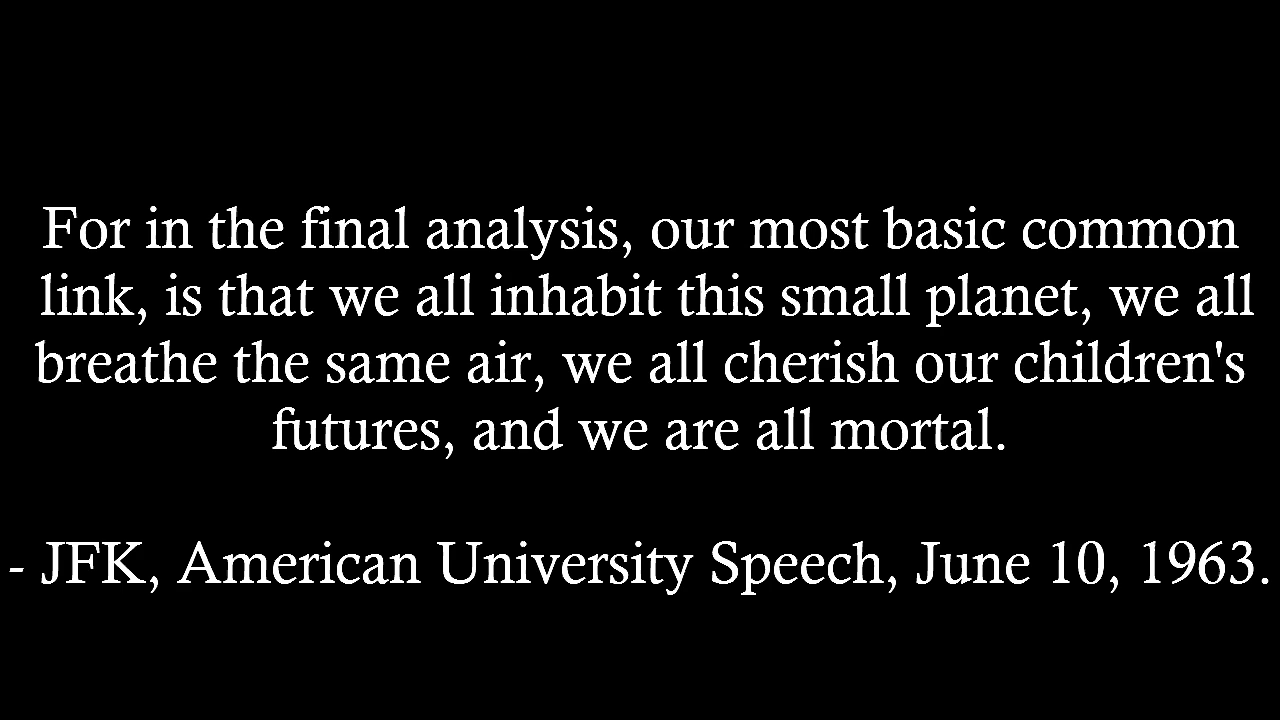 For in the final analysis, our most basic common
link, is that we all inhabit this small planet, we all
breathe the same air, we all cherish our children's
futures, and we are all mortal.
- JFK, American University Speech, June 10, 1963.